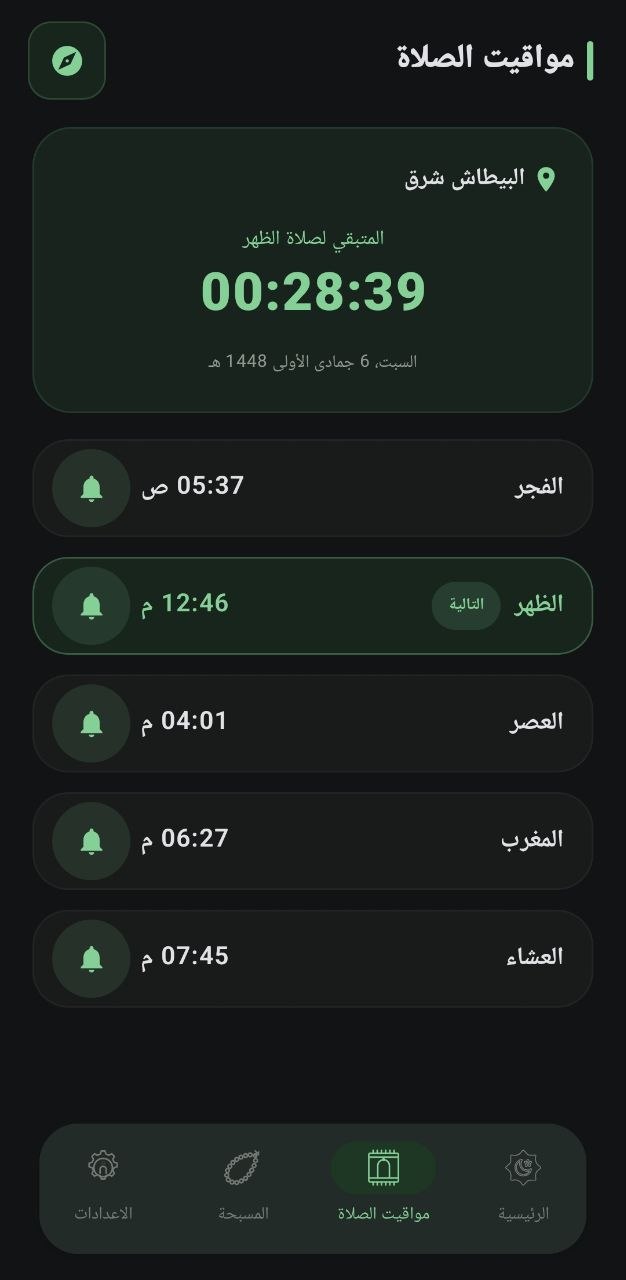 مواقيت الصلاة
البيطاش شرق
المتبقي لصلاة الظهر
00:28:39
السبت، 6 جمادى الأولى 1448 هـ
الفجر 05:37 ص
الظهر التالية 12:46 م
العصر 04:01 م
المغرب 06:27 م
العشاء 07:45 م
الرئيسية مواقيت الصلاة المسبحة الاعدادات